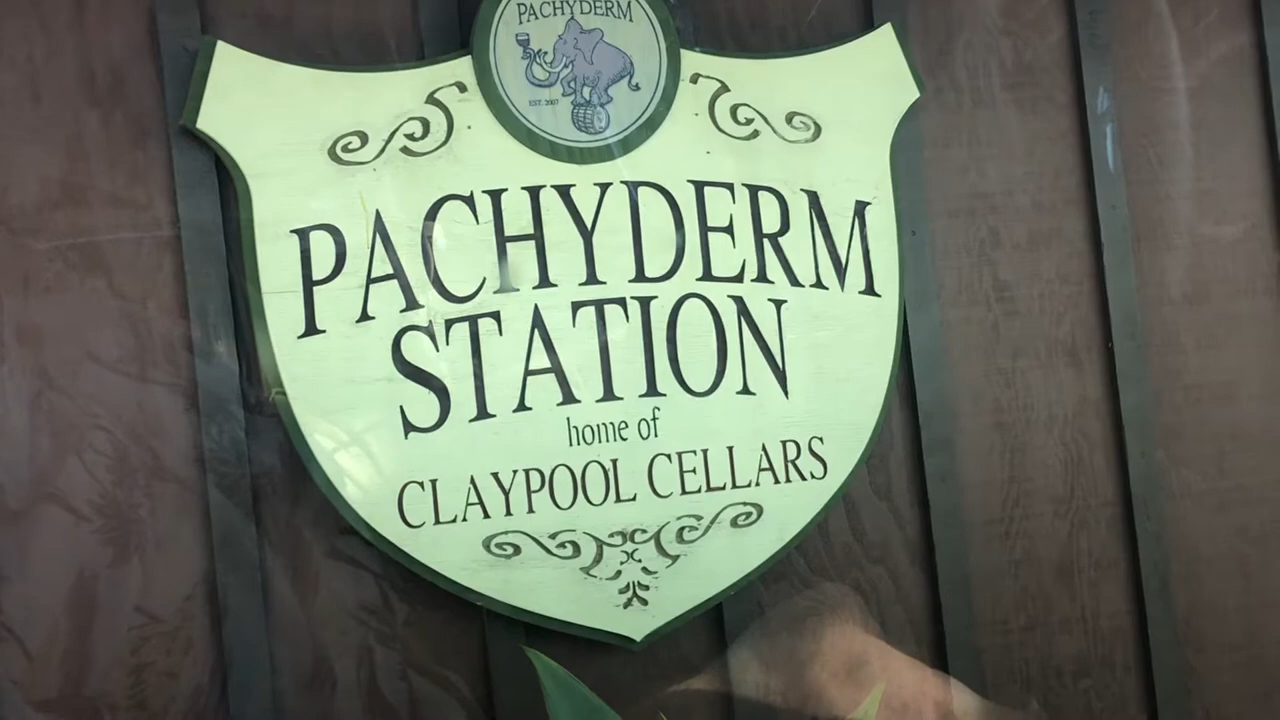 PACHYDERM
EST. 2007
PACHYDERM
STATION
home of
CLAYPOOL CELLARS